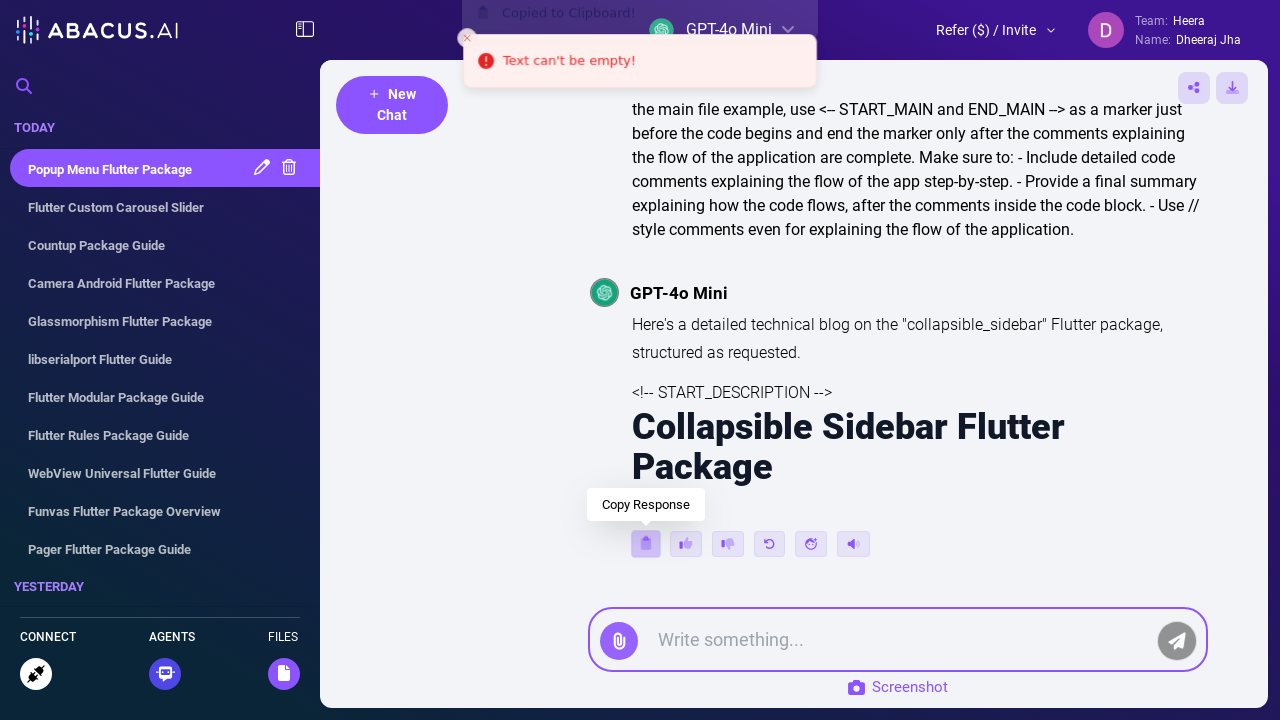 ABACUS.AI
Copied to Clipboard!
GPT-4o Mini
Text can't be empty!
Refer ($) / Invite
D
Team: Heera
Name: Dheeraj Jha
TODAY
Popup Menu Flutter Package
Flutter Custom Carousel Slider
Countup Package Guide
Camera Android Flutter Package
Glassmorphism Flutter Package
libserialport Flutter Guide
Flutter Modular Package Guide
Flutter Rules Package Guide
WebView Universal Flutter Guide
Funvas Flutter Package Overview
Pager Flutter Package Guide
YESTERDAY
CONNECT
AGENTS
FILES
+ New
Chat
the main file example, use <-- START_MAIN and END_MAIN --> as a marker just
before the code begins and end the marker only after the comments explaining
the flow of the application are complete. Make sure to: - Include detailed code
comments explaining the flow of the app step-by-step. - Provide a final summary
explaining how the code flows, after the comments inside the code block. - Use //
style comments even for explaining the flow of the application.
GPT-4o Mini
Here's a detailed technical blog on the "collapsible_sidebar" Flutter package,
structured as requested.
<!-- START_DESCRIPTION -->
Collapsible Sidebar Flutter
Package
Copy Response
Write something...
Screenshot